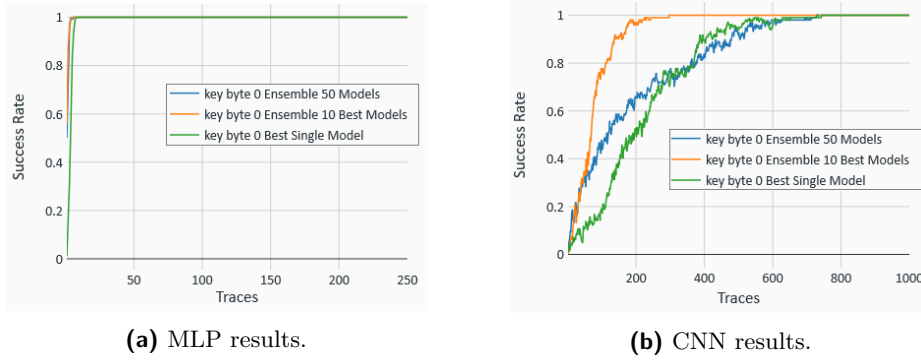 1
0.8
0.6
0.4
0.2
0
Success Rate
key byte 0 Ensemble 50 Models
key byte 0 Ensemble 10 Best Models
key byte 0 Best Single Model
50
100
150
200
250
Traces
(a) MLP results.
1
0.8
0.6
0.4
0.2
0
Success Rate
key byte 0 Ensemble 50 Models
key byte 0 Ensemble 10 Best Models
key byte 0 Best Single Model
200
400
600
800
1000
Traces
(b) CNN results.